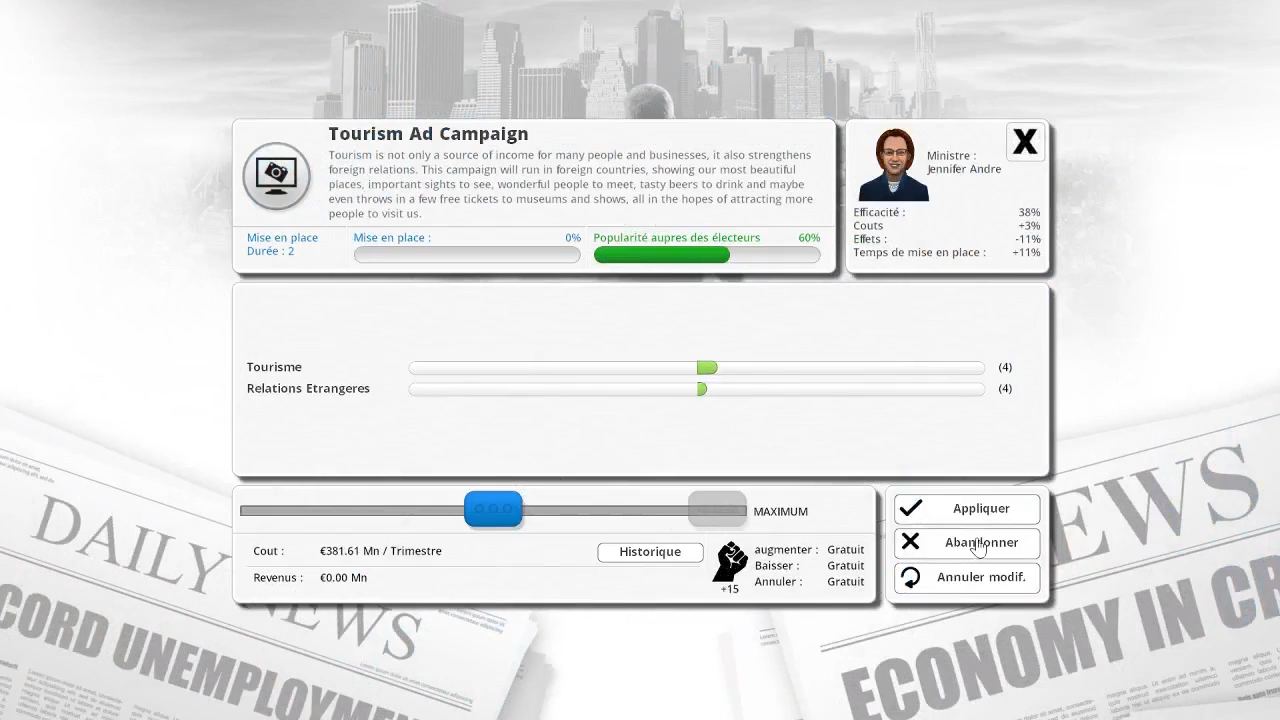 Tourism Ad Campaign
Tourism is not only a source of income for many people and businesses, it also strengthens
foreign relations. This campaign will run in foreign countries, showing our most beautiful
places, important sights to see, wonderful people to meet, tasty beers to drink and maybe
even throws in a few free tickets to museums and shows, all in the hopes of attracting more
people to visit us.
Mise en place
Durée : 2
Mise en place : 0%
Popularité aupres des électeurs 60%
X
Ministre :
Jennifer Andre
Efficacité : 38%
Couts +3%
Effets : -11%
Temps de mise en place : +11%
Tourisme (4)
Relations Etrangeres (4)
MAXIMUM
Cout : €381.61 Mn / Trimestre
Revenus : €0.00 Mn
Historique
+15
augmenter : Gratuit
Baisser : Gratuit
Annuler : Gratuit
Appliquer
Abandonner
Annuler modif.
DAILY NEWS
CORD UNEMPLOYME
EWS
ECONOMY IN CR